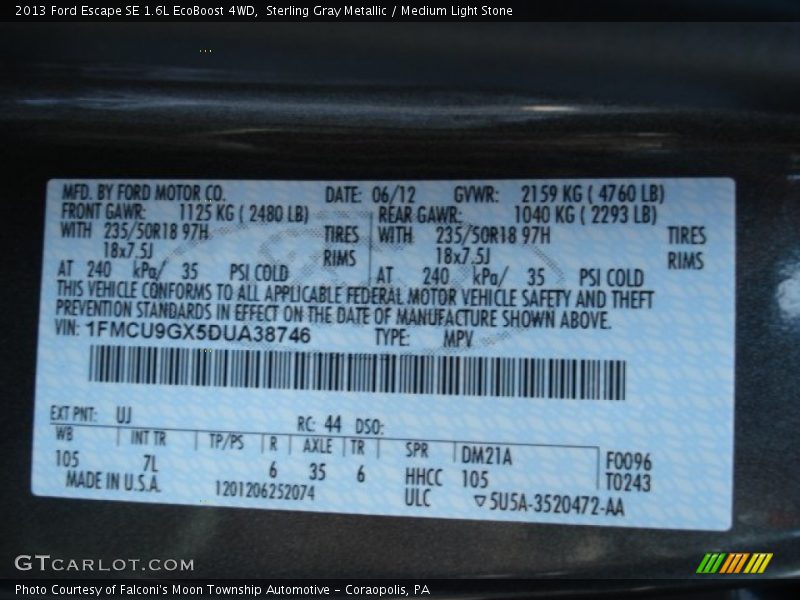 2013 Ford Escape SE 1.6L EcoBoost 4WD,  Sterling Gray Metallic / Medium Light Stone
MFD. BY FORD MOTOR CO. DATE: 06/12 GVWR: 2159 KG ( 4760 LB)
FRONT GAWR: 1125 KG ( 2480 LB) REAR GAWR: 1040 KG ( 2293 LB)
WITH 235/50R18 97H TIRES WITH 235/50R18 97H TIRES
18x7.5J RIMS 18x7.5J RIMS
AT 240 kPa/ 35 PSI COLD AT 240 kPa/ 35 PSI COLD
THIS VEHICLE CONFORMS TO ALL APPLICABLE FEDERAL MOTOR VEHICLE SAFETY AND THEFT
PREVENTION STANDARDS IN EFFECT ON THE DATE OF MANUFACTURE SHOWN ABOVE.
VIN: 1FMCU9GX5DUA38746 TYPE: MPV
EXT PNT: UJ RC: 44 DSO:
WB INT TR TP/PS R AXLE TR SPR DM21A F0096
105 7L 6 35 6 HHCC 105 T0243
MADE IN U.S.A. 1201206252074 ULC ▽5U5A-3520472-AA
GTCARLOT.COM
Photo Courtesy of Falconi's Moon Township Automotive – Coraopolis, PA